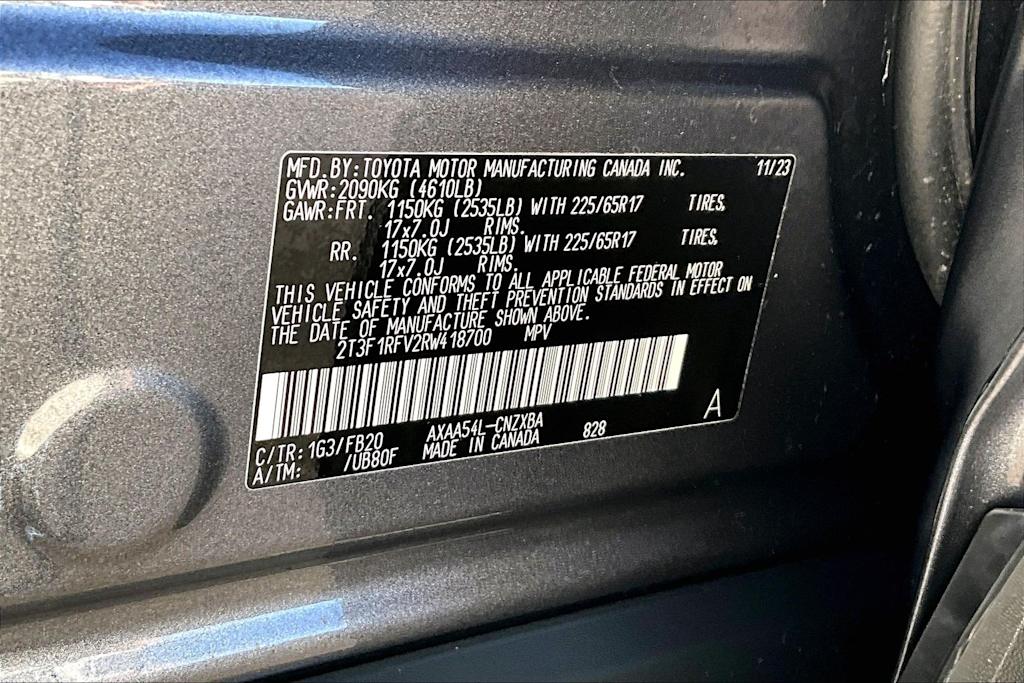 MFD. BY: TOYOTA MOTOR MANUFACTURING CANADA INC. 11/23
GVWR: 2090KG (4610LB)
GAWR: FRT. 1150KG (2535LB) WITH 225/65R17 TIRES,
17x7.0J RIMS.
RR. 1150KG (2535LB) WITH 225/65R17 TIRES,
17x7.0J RIMS.
THIS VEHICLE CONFORMS TO ALL APPLICABLE FEDERAL MOTOR
VEHICLE SAFETY AND THEFT PREVENTION STANDARDS IN EFFECT ON
THE DATE OF MANUFACTURE SHOWN ABOVE.
2T3F1RFV2RW418700 MPV
C/TR: 1G3/FB20 AXAA54L-CNZXBA 828 A
A/TM: /UB80F MADE IN CANADA